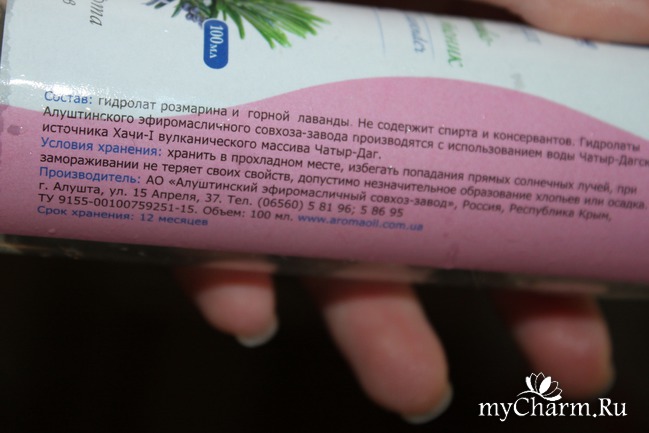 100мл
Состав: гидролат розмарина и горной лаванды. Не содержит спирта и консервантов. Гидролаты
Алуштинского эфиромасличного совхоза-завода производятся с использованием воды Чатыр-Дагск
источника Хачи-I вулканического массива Чатыр-Даг.
Условия хранения: хранить в прохладном месте, избегать попадания прямых солнечных лучей, при
замораживании не теряет своих свойств, допустимо незначительное образование хлопьев или осадка.
Производитель: АО «Алуштинский эфиромасличный совхоз-завод», Россия, Республика Крым,
г. Алушта, ул. 15 Апреля, 37. Тел. (06560) 5 81 96; 5 86 95
ТУ 9155-00100759251-15. Объем: 100 мл. www.aromaoil.com.ua
Срок хранения: 12 месяцев
myCharm.Ru